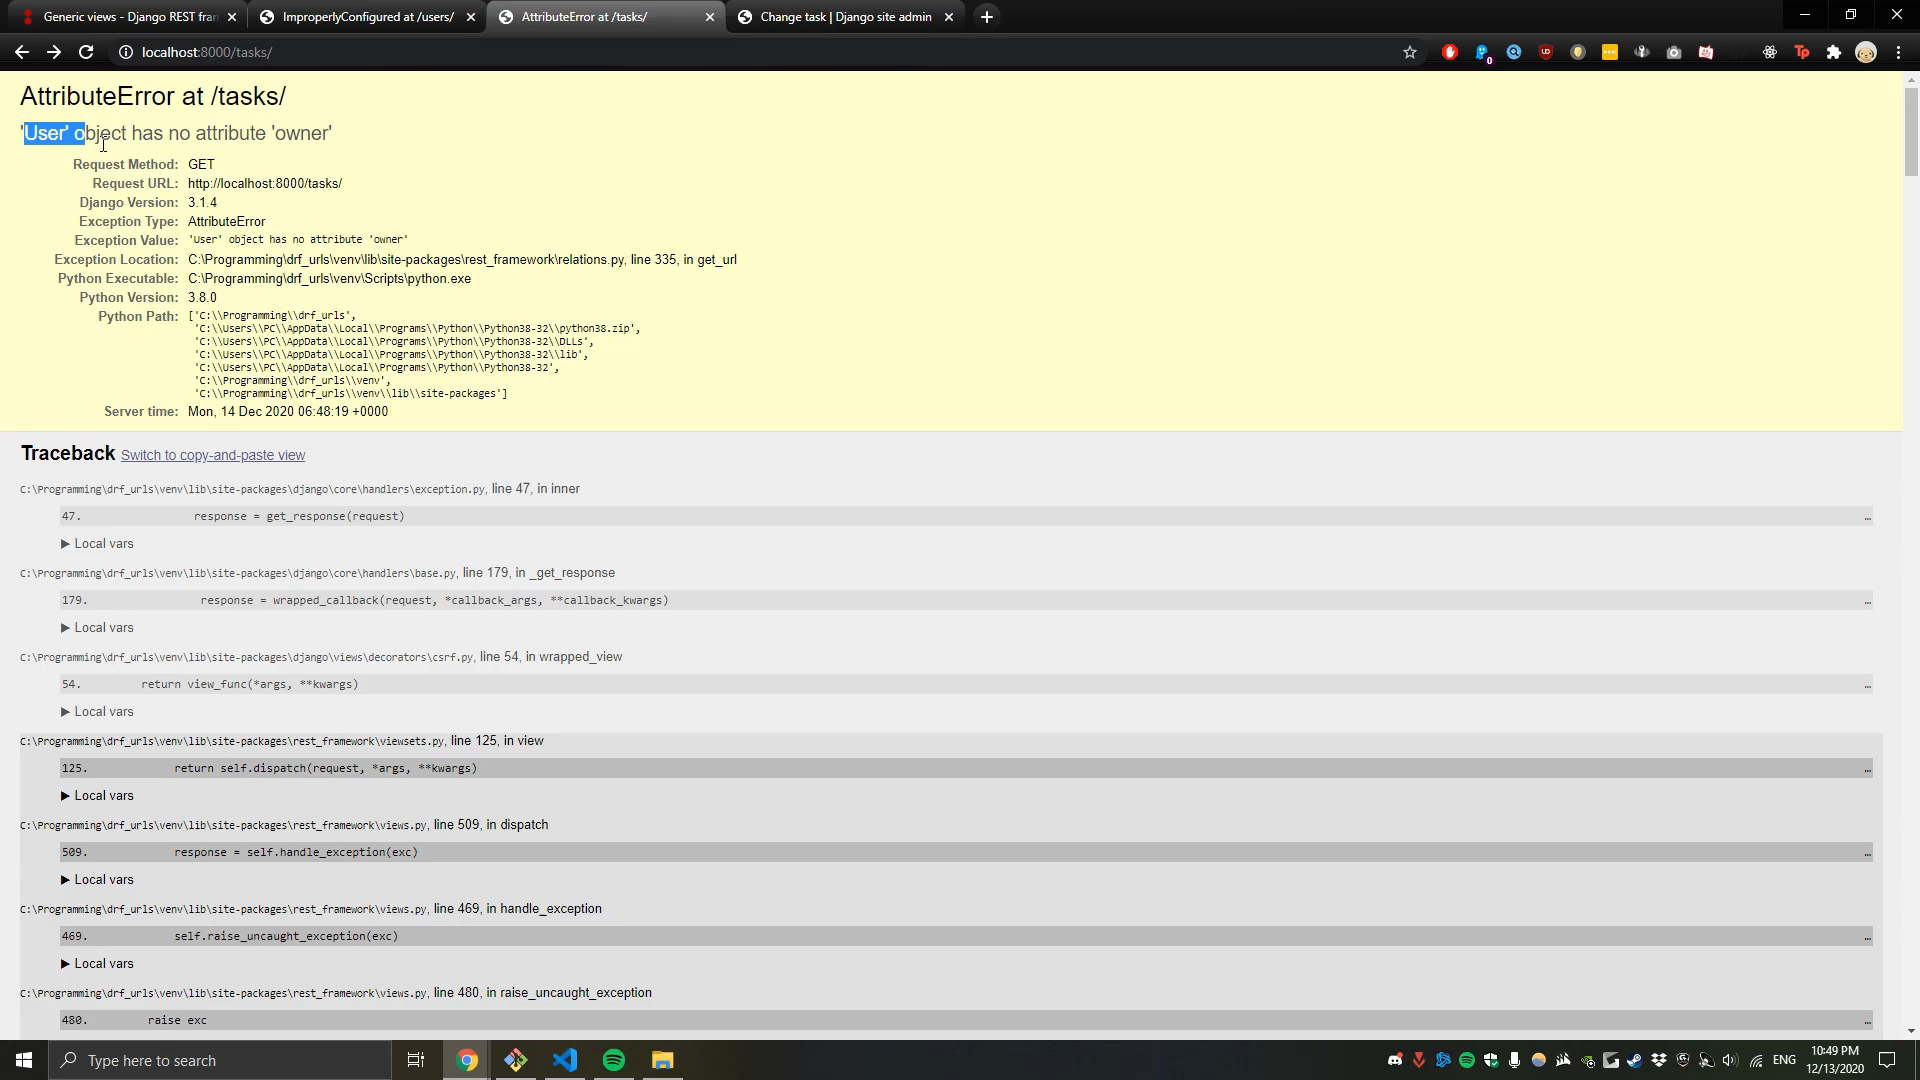 Generic views - Django REST fran
ImproperlyConfigured at /users/
AttributeError at /tasks/
Change task | Django site admin
localhost:8000/tasks/
AttributeError at /tasks/
'User' object has no attribute 'owner'
Request Method: GET
Request URL: http://localhost:8000/tasks/
Django Version: 3.1.4
Exception Type: AttributeError
Exception Value: 'User' object has no attribute 'owner'
Exception Location: C:\Programming\drf_urls\venv\lib\site-packages\rest_framework\relations.py, line 335, in get_url
Python Executable: C:\Programming\drf_urls\venv\Scripts\python.exe
Python Version: 3.8.0
Python Path: ['C:\\Programming\\drf_urls',
'C:\\Users\\PC\\AppData\\Local\\Programs\\Python\\Python38-32\\python38.zip',
'C:\\Users\\PC\\AppData\\Local\\Programs\\Python\\Python38-32\\DLLs',
'C:\\Users\\PC\\AppData\\Local\\Programs\\Python\\Python38-32\\lib',
'C:\\Users\\PC\\AppData\\Local\\Programs\\Python\\Python38-32',
'C:\\Programming\\drf_urls\\venv',
'C:\\Programming\\drf_urls\\venv\\lib\\site-packages']
Server time: Mon, 14 Dec 2020 06:48:19 +0000
Traceback Switch to copy-and-paste view
C:\Programming\drf_urls\venv\lib\site-packages\django\core\handlers\exception.py, line 47, in inner
47. response = get_response(request) …
▶ Local vars
C:\Programming\drf_urls\venv\lib\site-packages\django\core\handlers\base.py, line 179, in _get_response
179. response = wrapped_callback(request, *callback_args, **callback_kwargs) …
▶ Local vars
C:\Programming\drf_urls\venv\lib\site-packages\django\views\decorators\csrf.py, line 54, in wrapped_view
54. return view_func(*args, **kwargs) …
▶ Local vars
C:\Programming\drf_urls\venv\lib\site-packages\rest_framework\viewsets.py, line 125, in view
125. return self.dispatch(request, *args, **kwargs) …
▶ Local vars
C:\Programming\drf_urls\venv\lib\site-packages\rest_framework\views.py, line 509, in dispatch
509. response = self.handle_exception(exc) …
▶ Local vars
C:\Programming\drf_urls\venv\lib\site-packages\rest_framework\views.py, line 469, in handle_exception
469. self.raise_uncaught_exception(exc) …
▶ Local vars
C:\Programming\drf_urls\venv\lib\site-packages\rest_framework\views.py, line 480, in raise_uncaught_exception
480. raise exc …
Type here to search
ENG
10:49 PM
12/13/2020